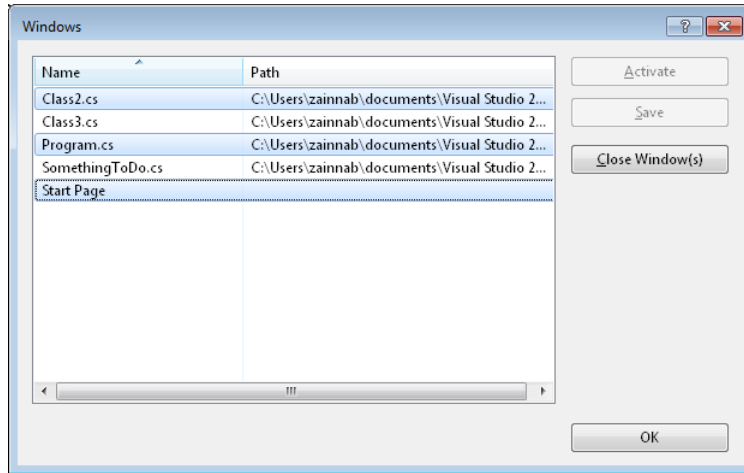 Windows
Name Path Activate
Class2.cs C:\Users\zainnab\documents\Visual Studio 2...
Class3.cs C:\Users\zainnab\documents\Visual Studio 2... Save
Program.cs C:\Users\zainnab\documents\Visual Studio 2...
SomethingToDo.cs C:\Users\zainnab\documents\Visual Studio 2... Close Window(s)
Start Page
OK